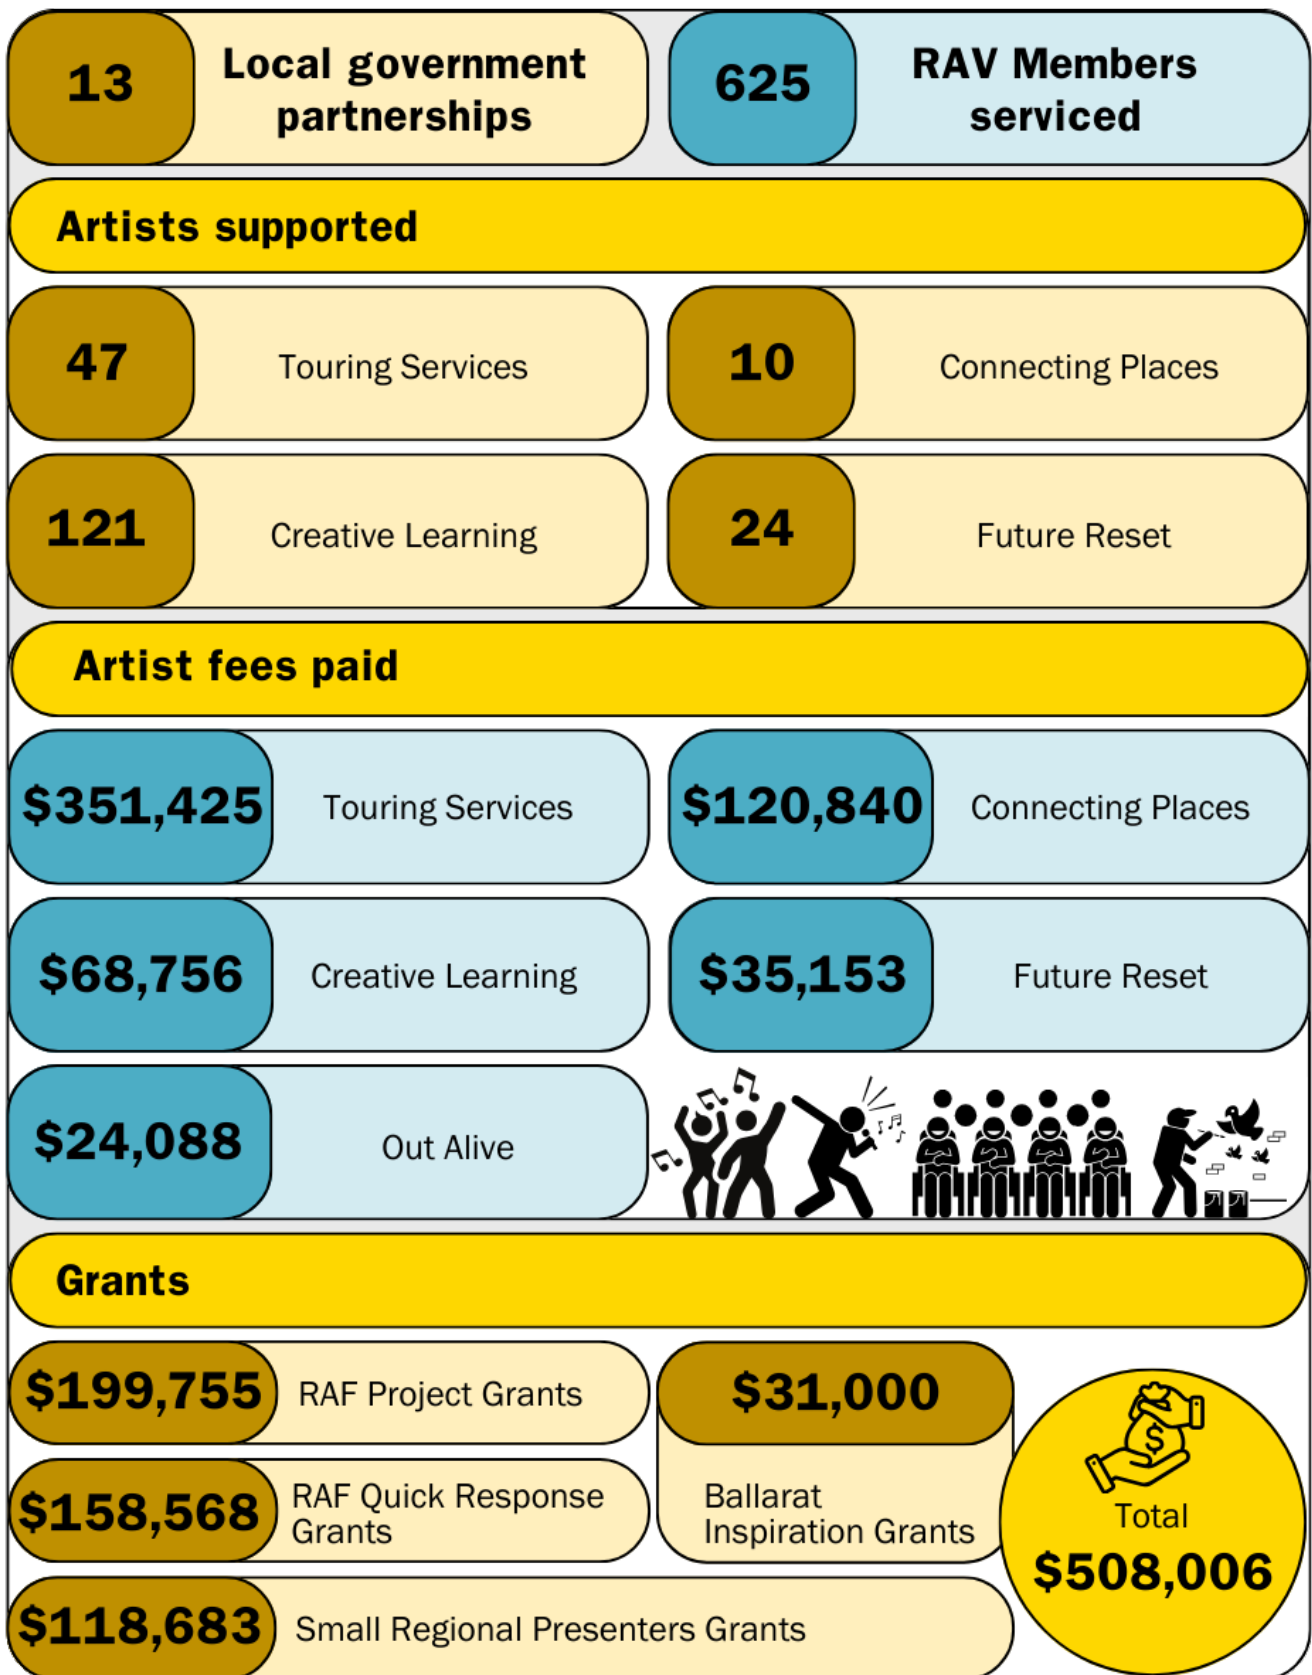 13
Local government
partnerships
625
RAV Members
serviced
Artists supported
47
Touring Services
10
Connecting Places
121
Creative Learning
24
Future Reset
Artist fees paid
$351,425
Touring Services
$120,840
Connecting Places
$68,756
Creative Learning
$35,153
Future Reset
$24,088
Out Alive
Grants
$199,755
RAF Project Grants
$158,568
RAF Quick Response
Grants
$118,683
Small Regional Presenters Grants
$31,000
Ballarat
Inspiration Grants
$
Total
$508,006